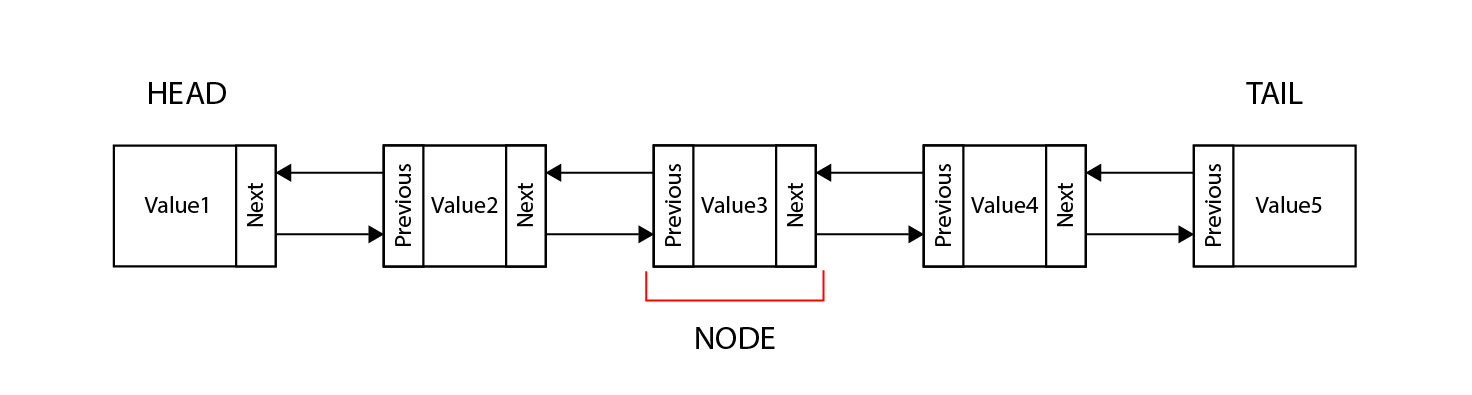 HEAD
TAIL
Value1
Next
Previous
Value2
Next
Previous
Value3
Next
Previous
Value4
Next
Previous
Value5
NODE